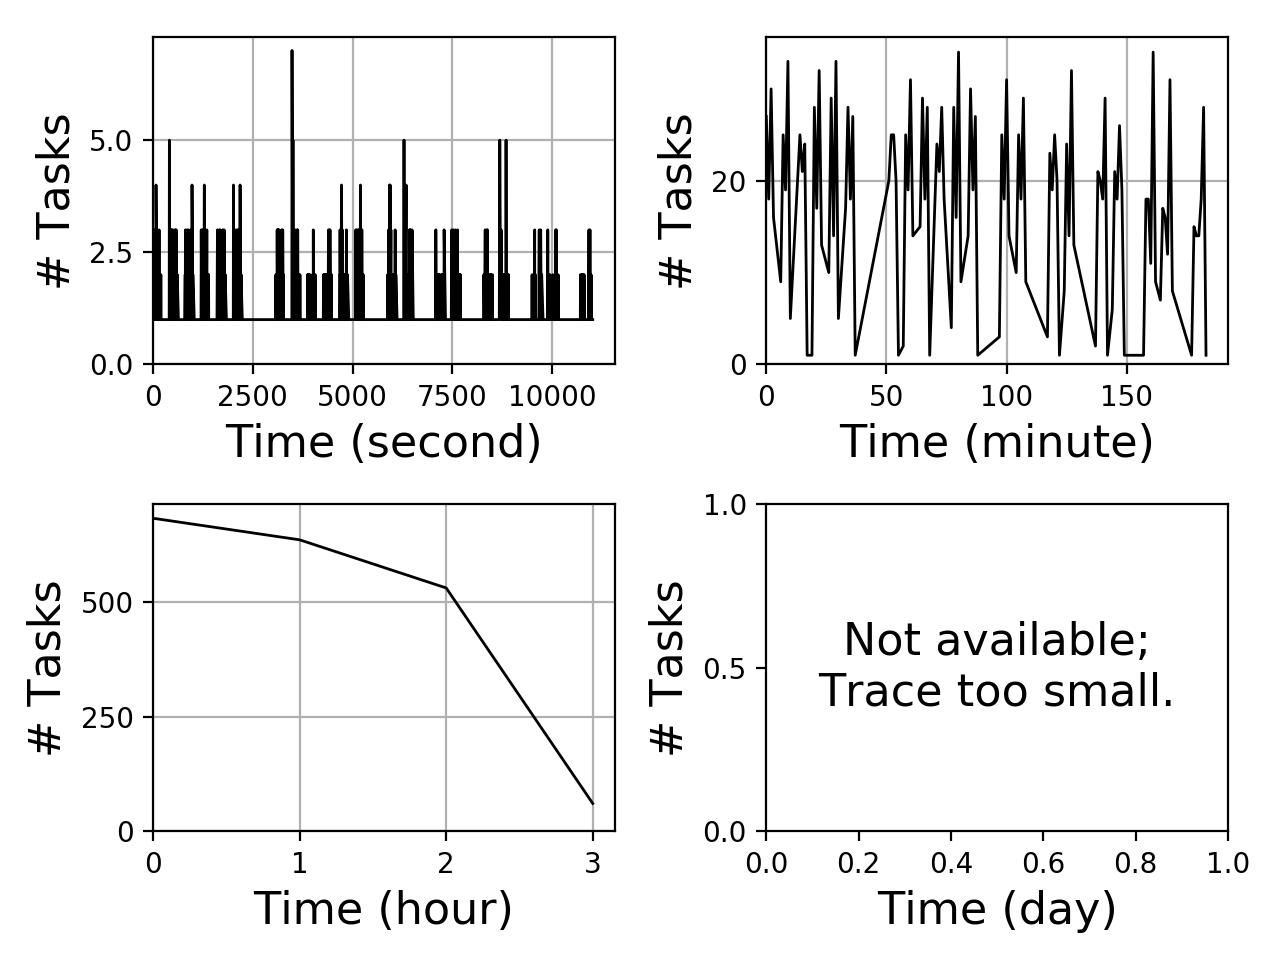 # Tasks
5.0
2.5
0.0
0 2500 5000 7500 10000
Time (second)
# Tasks
20
0
0 50 100 150
Time (minute)
# Tasks
500
250
0
0 1 2 3
Time (hour)
# Tasks
1.0
0.5
0.0
Not available;
Trace too small.
0.0 0.2 0.4 0.6 0.8 1.0
Time (day)